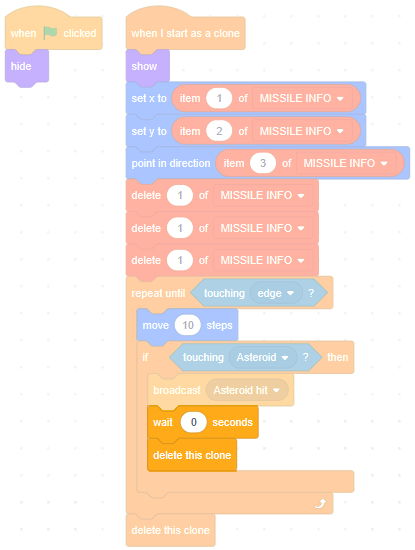 when clicked
hide
when I start as a clone
show
set x to item 1 of MISSILE INFO
set y to item 2 of MISSILE INFO
point in direction item 3 of MISSILE INFO
delete 1 of MISSILE INFO
delete 1 of MISSILE INFO
delete 1 of MISSILE INFO
repeat until touching edge ?
move 10 steps
if touching Asteroid ? then
broadcast Asteroid hit
wait 0 seconds
delete this clone
delete this clone